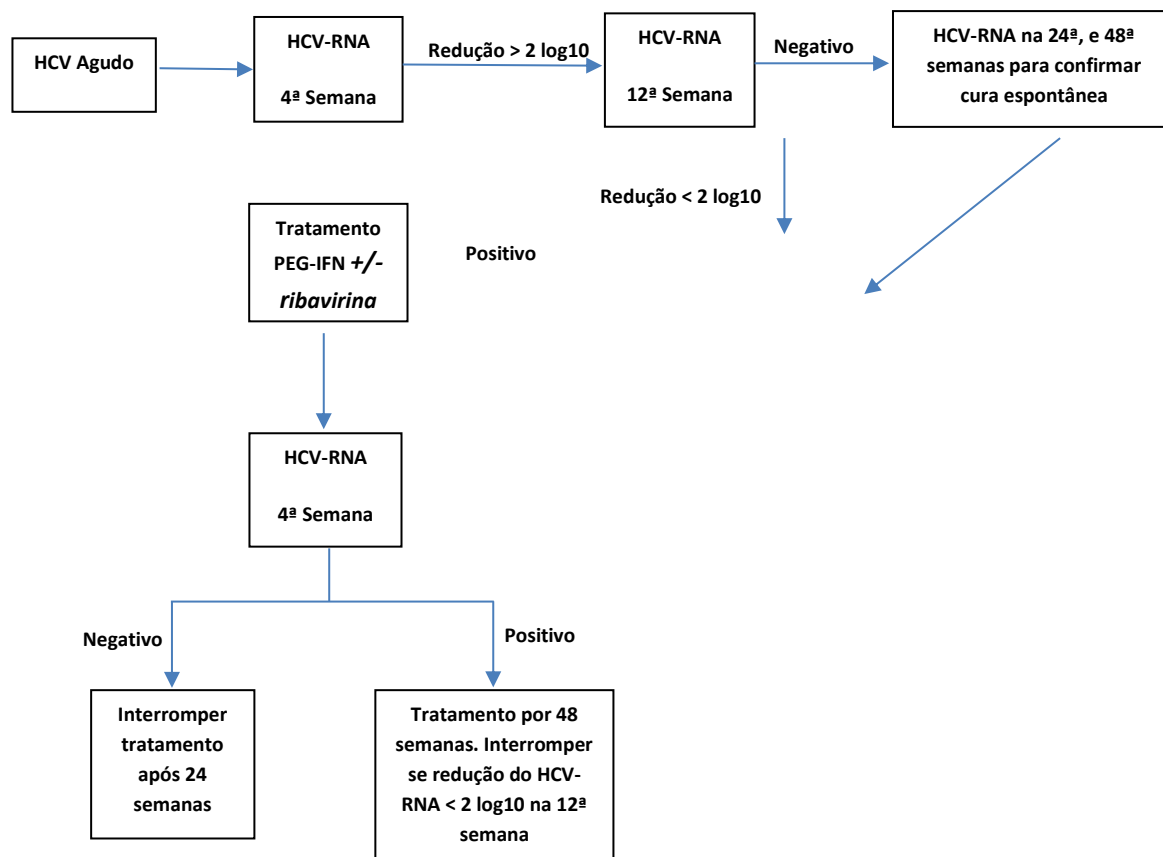 HCV Agudo
HCV-RNA
4ª Semana
Redução > 2 log10
HCV-RNA
12ª Semana
Negativo
HCV-RNA na 24ª, e 48ª
semanas para confirmar
cura espontânea
Redução < 2 log10
Tratamento
PEG-IFN +/-
ribavirina
Positivo
HCV-RNA
4ª Semana
Negativo
Positivo
Interromper
tratamento
após 24
semanas
Tratamento por 48
semanas. Interromper
se redução do HCV-
RNA < 2 log10 na 12ª
semana